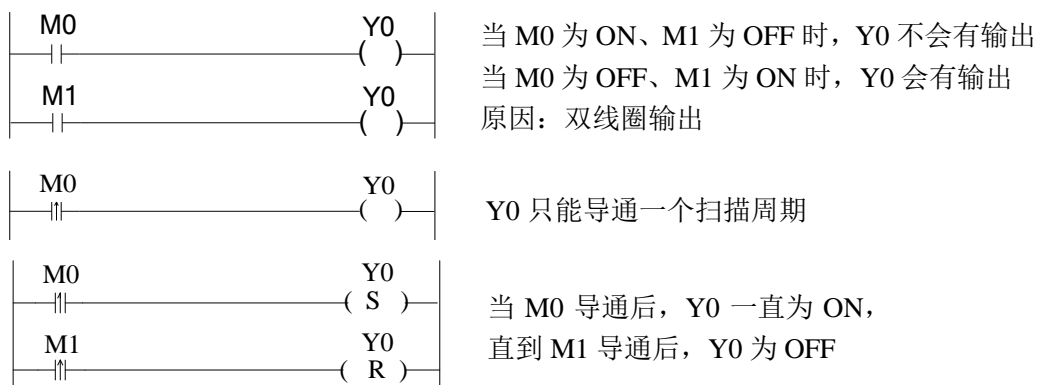 M0 Y0
( )
M1 Y0
( )
当 M0 为 ON、M1 为 OFF 时，Y0 不会有输出
当 M0 为 OFF、M1 为 ON 时，Y0 会有输出
原因：双线圈输出
M0 Y0
( )
Y0 只能导通一个扫描周期
M0 Y0
( S )
M1 Y0
( R )
当 M0 导通后，Y0 一直为 ON，
直到 M1 导通后，Y0 为 OFF